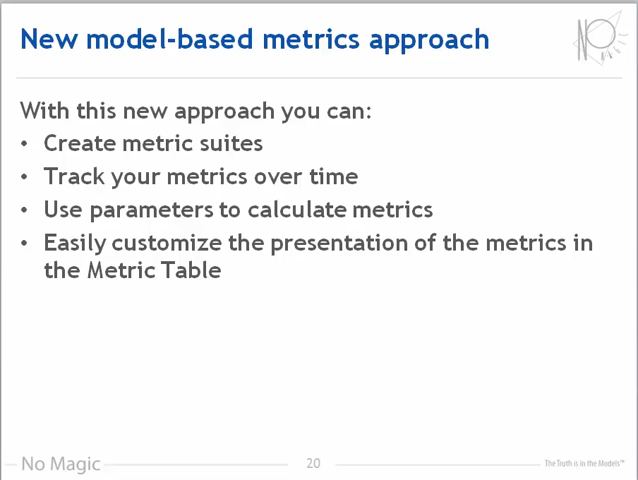 New model-based metrics approach
NO
With this new approach you can:
• Create metric suites
• Track your metrics over time
• Use parameters to calculate metrics
• Easily customize the presentation of the metrics in
the Metric Table
No Magic
20
The Truth is in the Models™